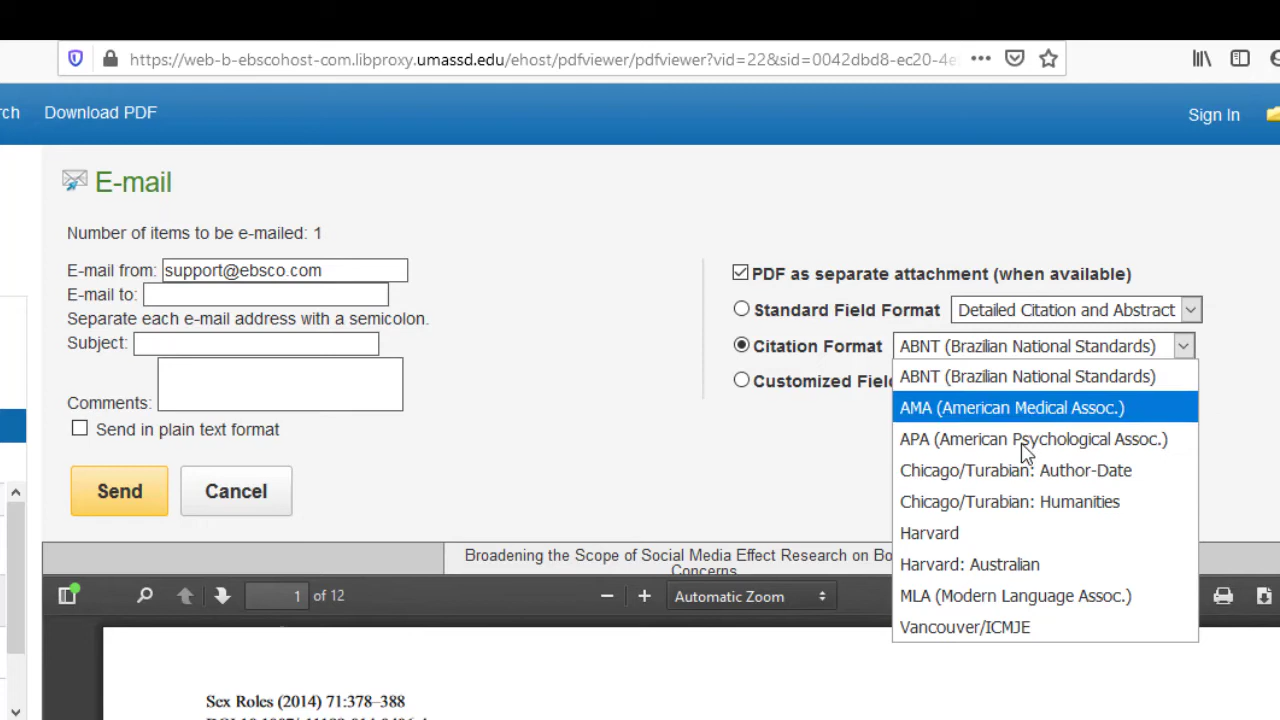 https://web-b-ebscohost-com.libproxy.umassd.edu/ehost/pdfviewer/pdfviewer?vid=22&sid=0042dbd8-ec20-4e
rch Download PDF Sign In
E-mail
Number of items to be e-mailed: 1
E-mail from: support@ebsco.com
E-mail to:
Separate each e-mail address with a semicolon.
Subject:
Comments:
Send in plain text format
Send Cancel
PDF as separate attachment (when available)
Standard Field Format Detailed Citation and Abstract
Citation Format ABNT (Brazilian National Standards)
Customized Fiel
ABNT (Brazilian National Standards)
AMA (American Medical Assoc.)
APA (American Psychological Assoc.)
Chicago/Turabian: Author-Date
Chicago/Turabian: Humanities
Harvard
Harvard: Australian
MLA (Modern Language Assoc.)
Vancouver/ICMJE
Broadening the Scope of Social Media Effect Research on Bo
Concerns
1 of 12 Automatic Zoom
Sex Roles (2014) 71:378–388